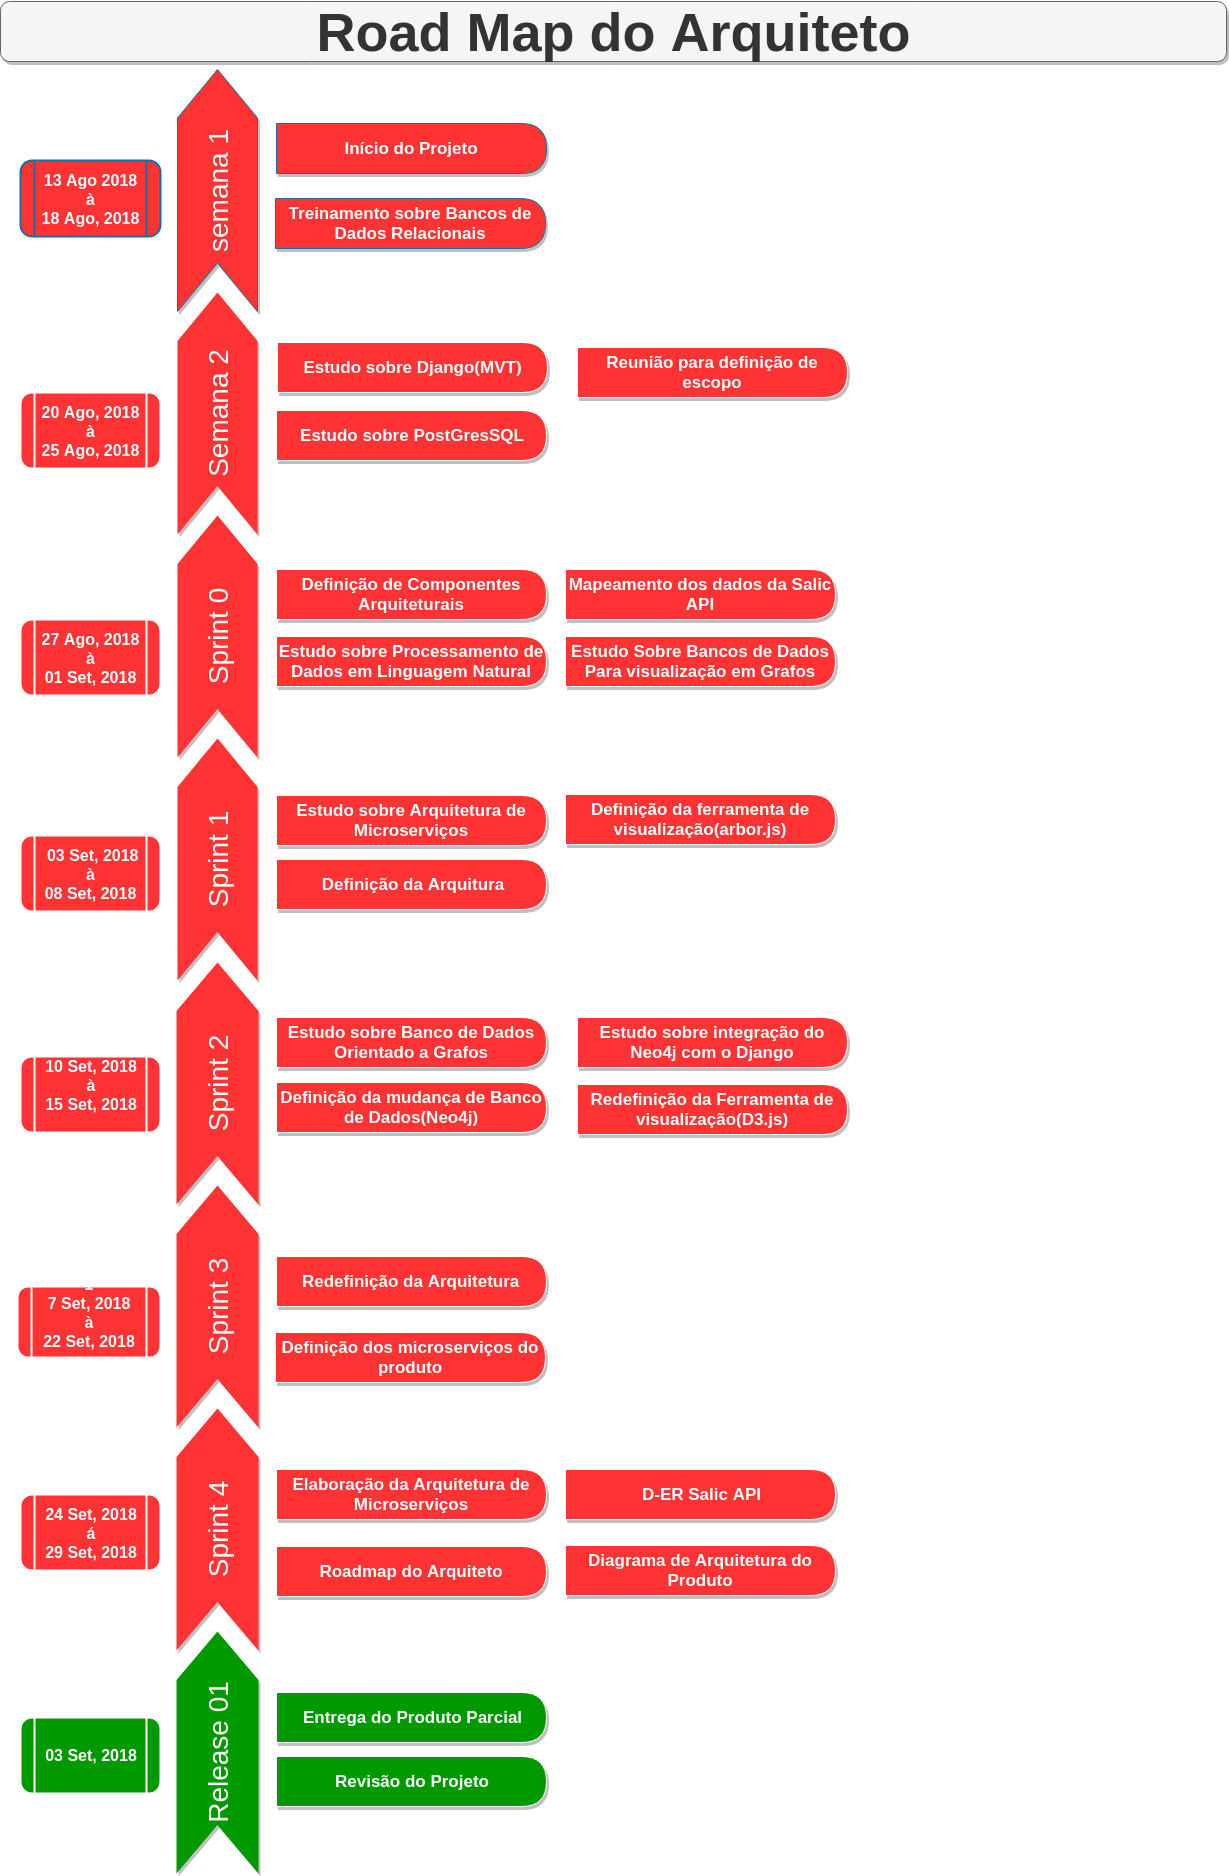 Road Map do Arquiteto
semana 1
13 Ago 2018
à
18 Ago, 2018
Início do Projeto
Treinamento sobre Bancos de
Dados Relacionais
Semana 2
20 Ago, 2018
à
25 Ago, 2018
Estudo sobre Django(MVT)
Estudo sobre PostGresSQL
Reunião para definição de
escopo
Sprint 0
27 Ago, 2018
à
01 Set, 2018
Definição de Componentes
Arquiteturais
Mapeamento dos dados da Salic
API
Estudo sobre Processamento de
Dados em Linguagem Natural
Estudo Sobre Bancos de Dados
Para visualização em Grafos
Sprint 1
03 Set, 2018
à
08 Set, 2018
Estudo sobre Arquitetura de
Microserviços
Definição da ferramenta de
visualização(arbor.js)
Definição da Arquitura
Sprint 2
10 Set, 2018
à
15 Set, 2018
Estudo sobre Banco de Dados
Orientado a Grafos
Estudo sobre integração do
Neo4j com o Django
Definição da mudança de Banco
de Dados(Neo4j)
Redefinição da Ferramenta de
visualização(D3.js)
Sprint 3
1
7 Set, 2018
à
22 Set, 2018
Redefinição da Arquitetura
Definição dos microserviços do
produto
Sprint 4
24 Set, 2018
á
29 Set, 2018
Elaboração da Arquitetura de
Microserviços
D-ER Salic API
Roadmap do Arquiteto
Diagrama de Arquitetura do
Produto
Release 01
03 Set, 2018
Entrega do Produto Parcial
Revisão do Projeto